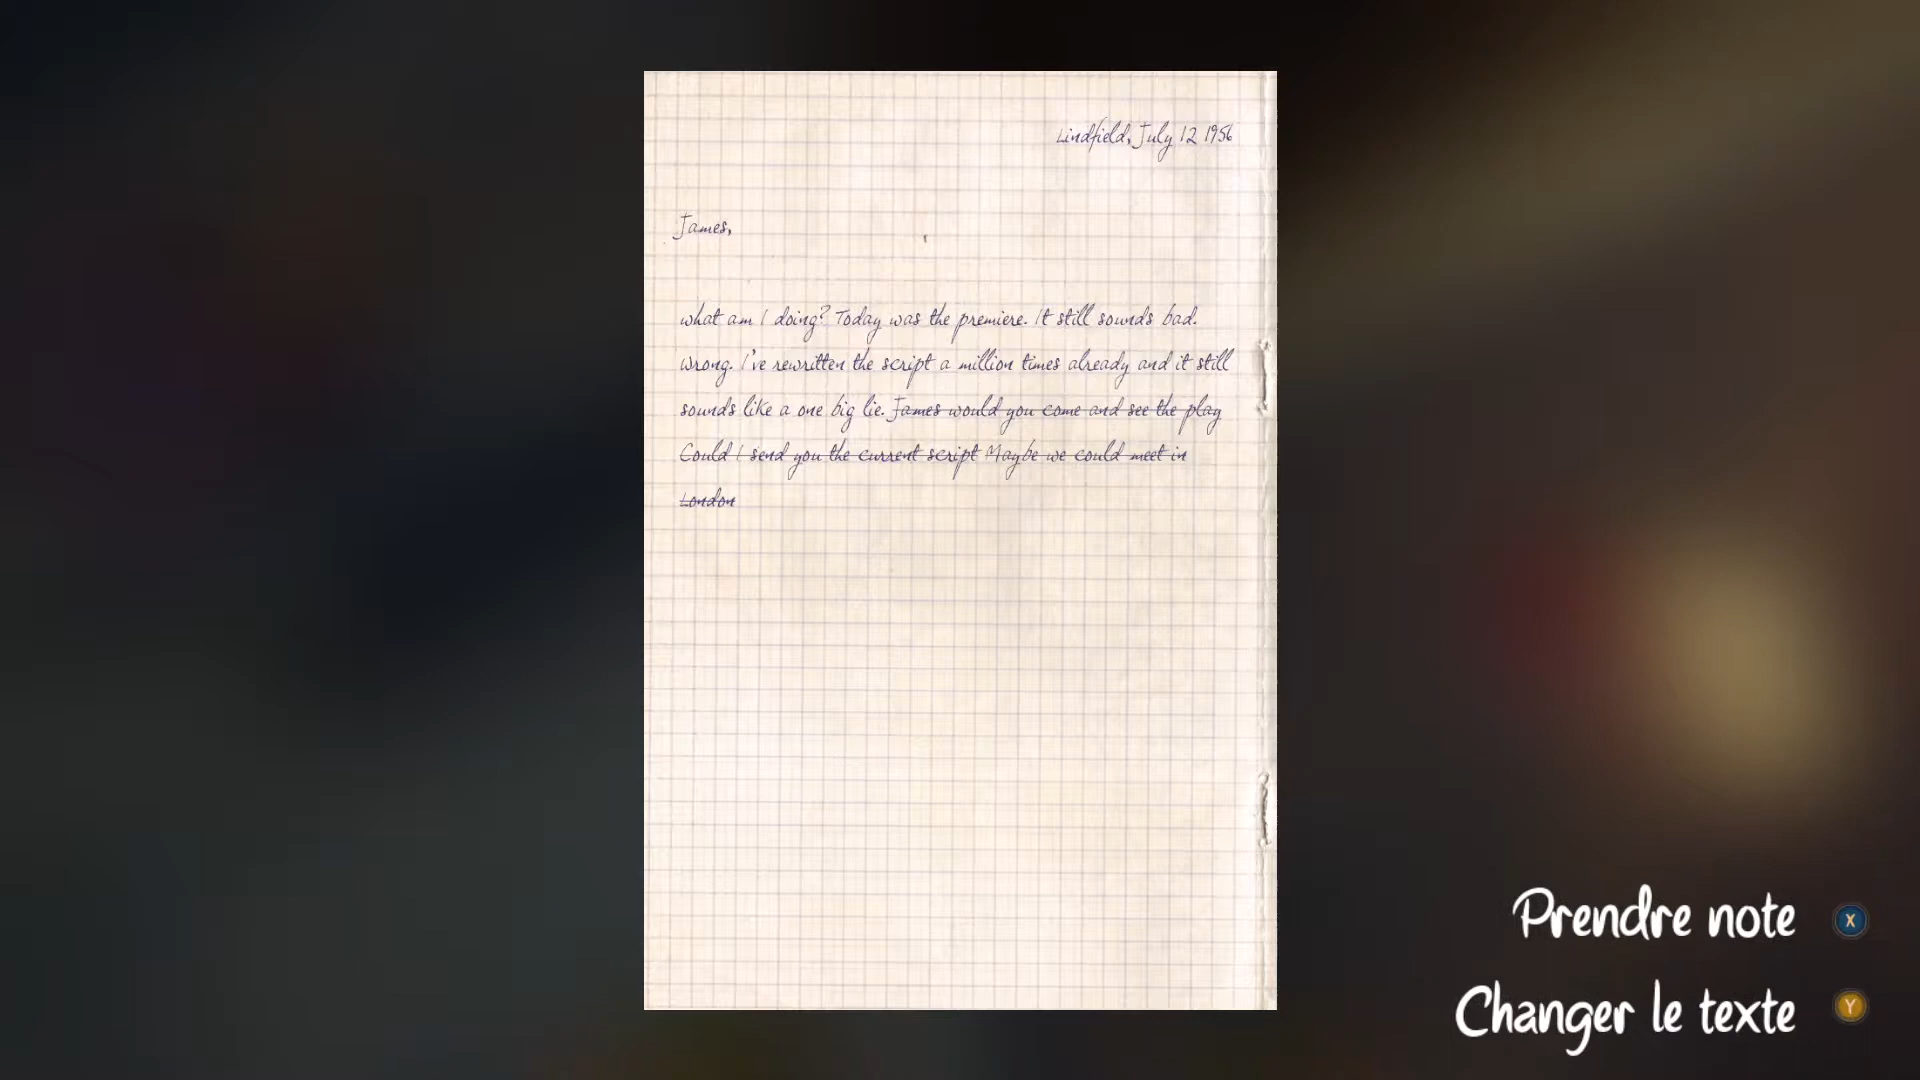 Lindfield, July 12 1956
James,
what am I doing? Today was the premiere. It still sounds bad.
Wrong. I've rewritten the script a million times already and it still
sounds like a one big lie. James would you come and see the play
Could I send you the current script Maybe we could meet in
London
Prendre note X
Changer le texte Y